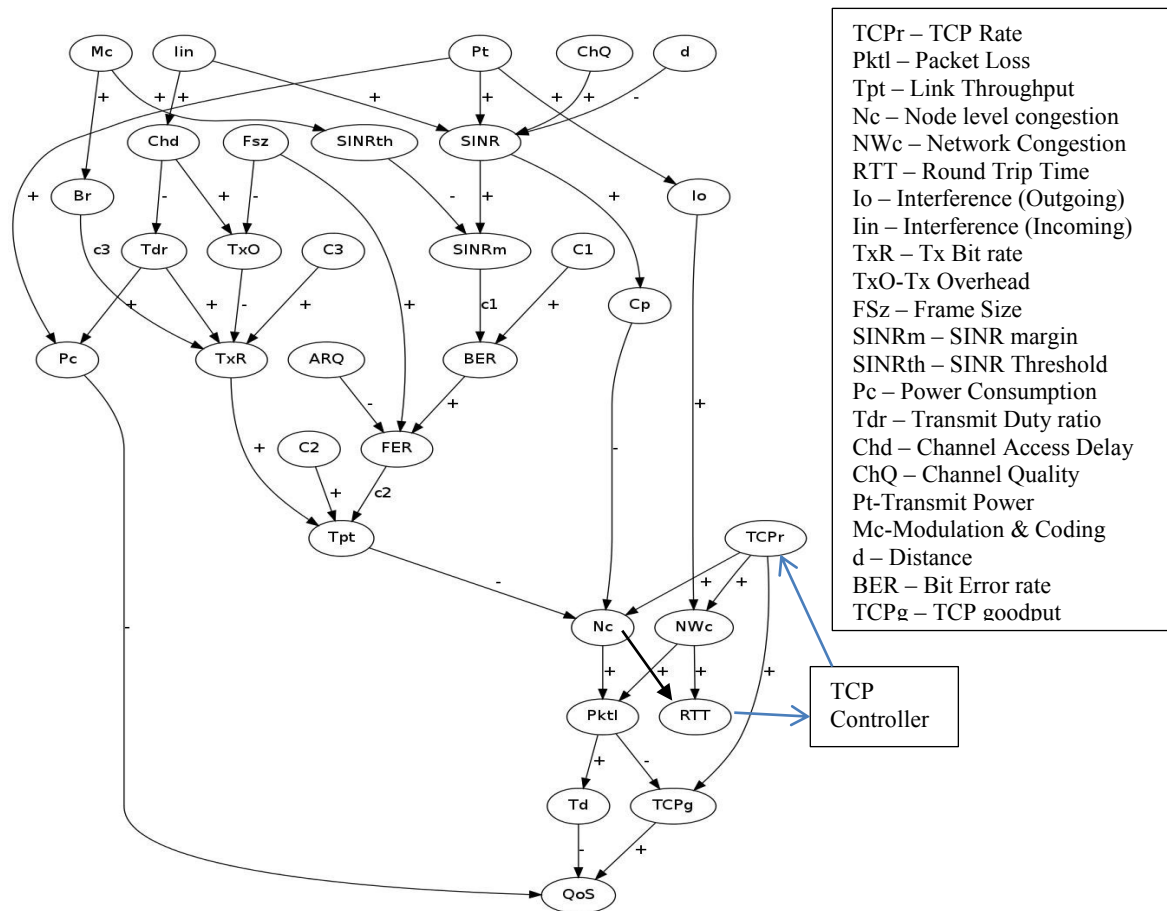 Mc Iin Pt ChQ d
+ + + + + + + + -
Chd Fsz SINRth SINR
Br - + - - + + Io
+ c3
Tdr TxO C3 SINRm C1
+ + - + + c1 + Cp
Pc TxR ARQ BER
- + +
+ C2 FER -
+ c2
Tpt TCPr
- + +
- Nc NWc
+ + + +
Pktl RTT
+ -
Td TCPg
- +
QoS
TCPr – TCP Rate
Pktl – Packet Loss
Tpt – Link Throughput
Nc – Node level congestion
NWc – Network Congestion
RTT – Round Trip Time
Io – Interference (Outgoing)
Iin – Interference (Incoming)
TxR – Tx Bit rate
TxO-Tx Overhead
FSz – Frame Size
SINRm – SINR margin
SINRth – SINR Threshold
Pc – Power Consumption
Tdr – Transmit Duty ratio
Chd – Channel Access Delay
ChQ – Channel Quality
Pt-Transmit Power
Mc-Modulation & Coding
d – Distance
BER – Bit Error rate
TCPg – TCP goodput
TCP
Controller